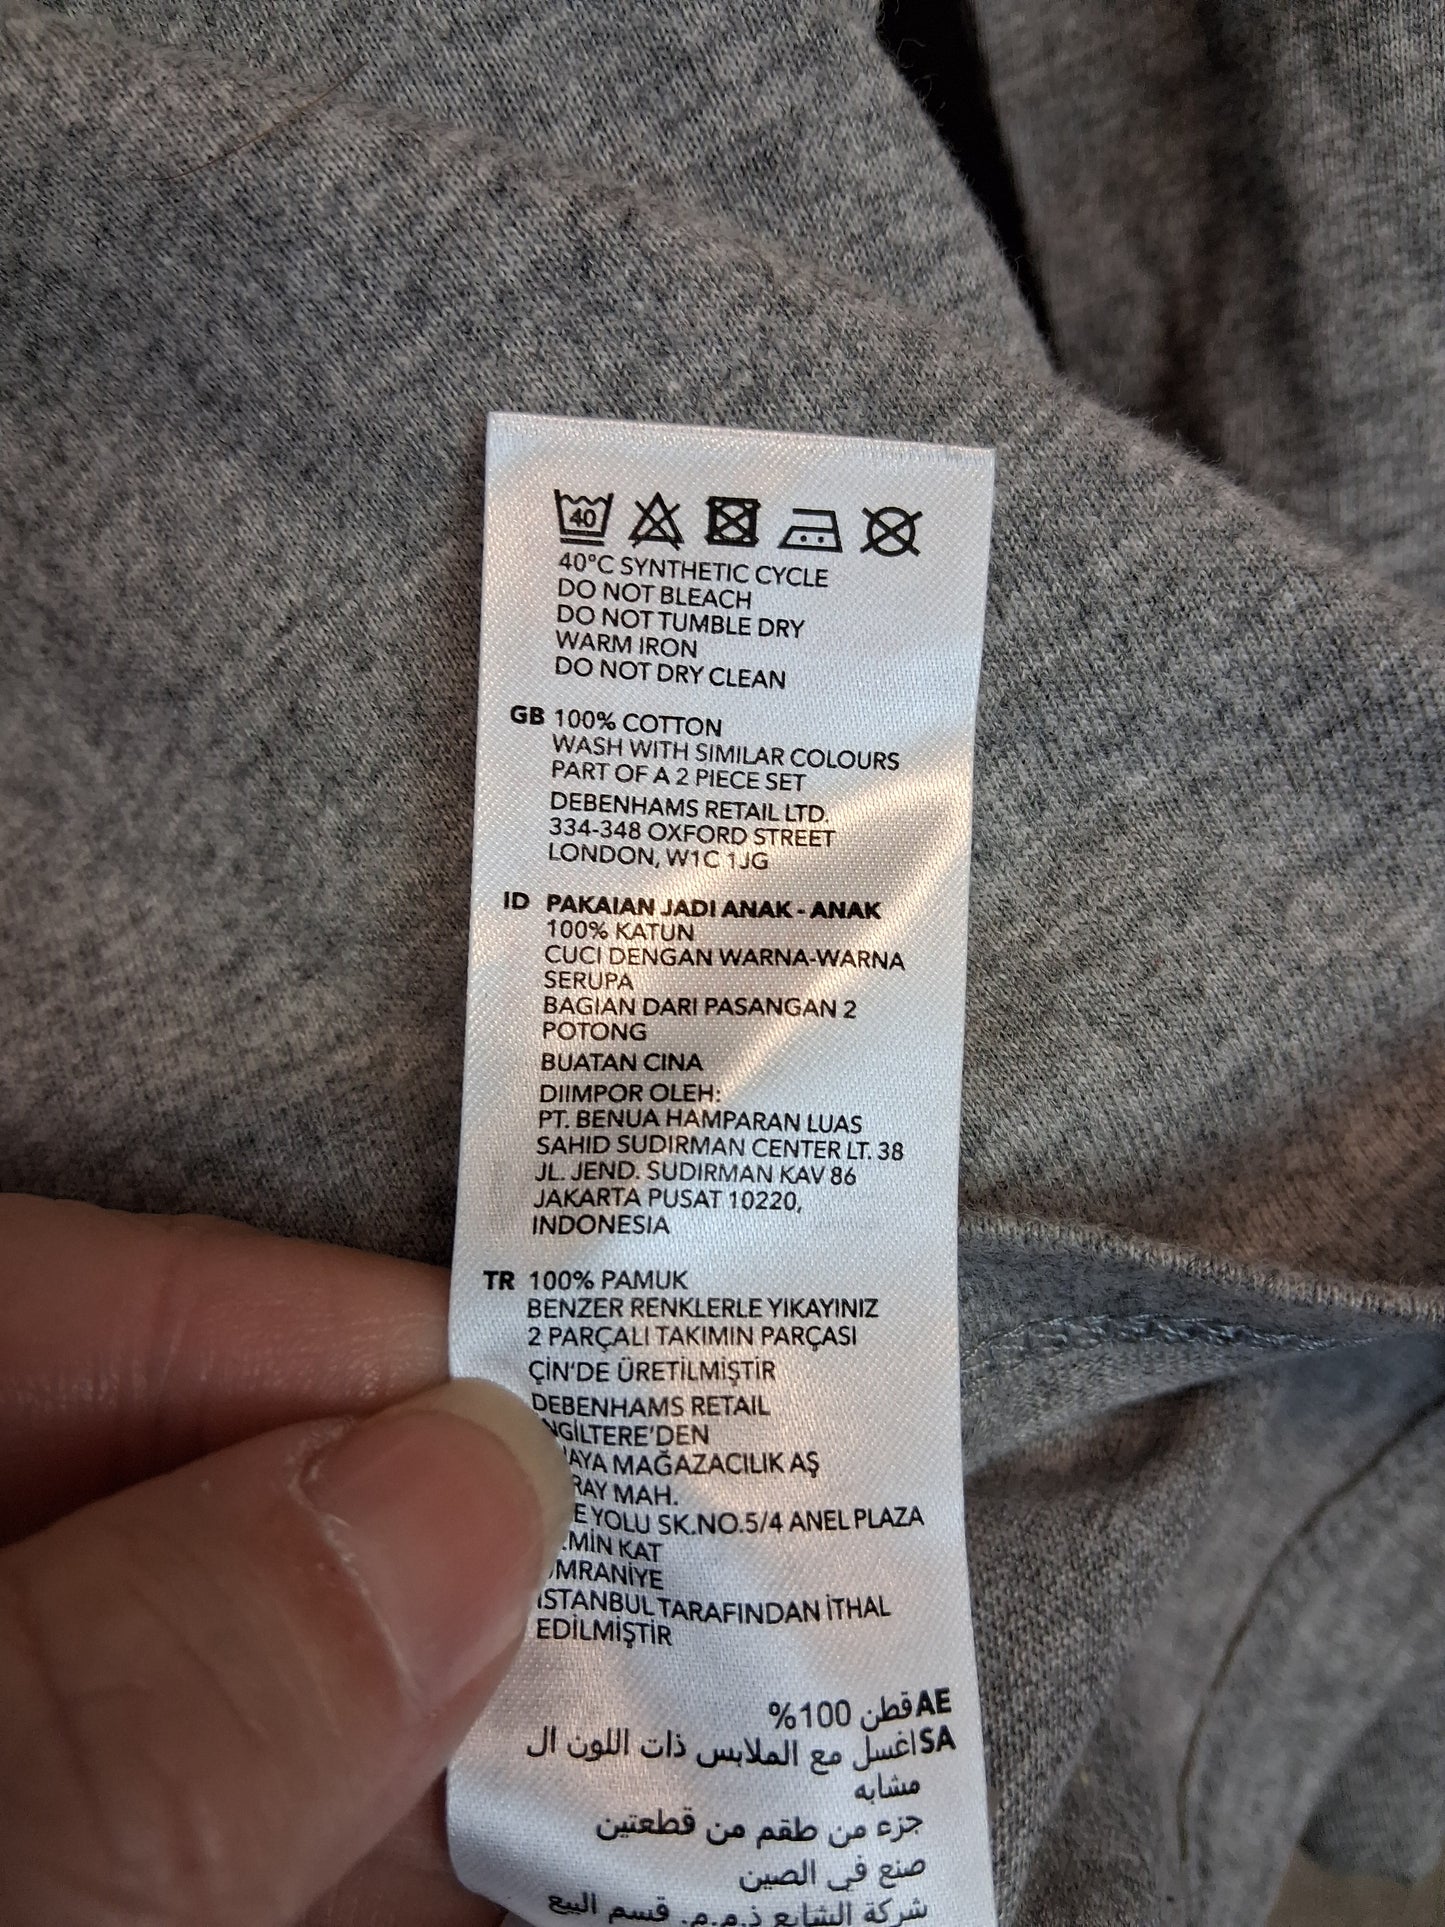 40
40°C SYNTHETIC CYCLE
DO NOT BLEACH
DO NOT TUMBLE DRY
WARM IRON
DO NOT DRY CLEAN
GB 100% COTTON
WASH WITH SIMILAR COLOURS
PART OF A 2 PIECE SET
DEBENHAMS RETAIL LTD.
334-348 OXFORD STREET
LONDON, W1C 1JG
ID PAKAIAN JADI ANAK - ANAK
100% KATUN
CUCI DENGAN WARNA-WARNA
SERUPA
BAGIAN DARI PASANGAN 2
POTONG
BUATAN CINA
DIIMPOR OLEH:
PT. BENUA HAMPARAN LUAS
SAHID SUDIRMAN CENTER LT. 38
JL. JEND. SUDIRMAN KAV 86
JAKARTA PUSAT 10220,
INDONESIA
TR 100% PAMUK
BENZER RENKLERLE YIKAYINIZ
2 PARÇALI TAKIMIN PARÇASI
ÇİN'DE ÜRETİLMİŞTİR
DEBENHAMS RETAIL
MAĞAZACILIK AŞ
MAH.
YOLU SK.NO.5/4 ANEL PLAZA
KAT
İSTANBUL TARAFINDAN İTHAL
EDİLMİŞTİR
AE قطن 100%
SA اغسل مع الملابس ذات اللون ال
مشابه
جزء من طقم من قطعتين
صنع في الصين
شركة الشايع ذ.م.م. قسم البيع